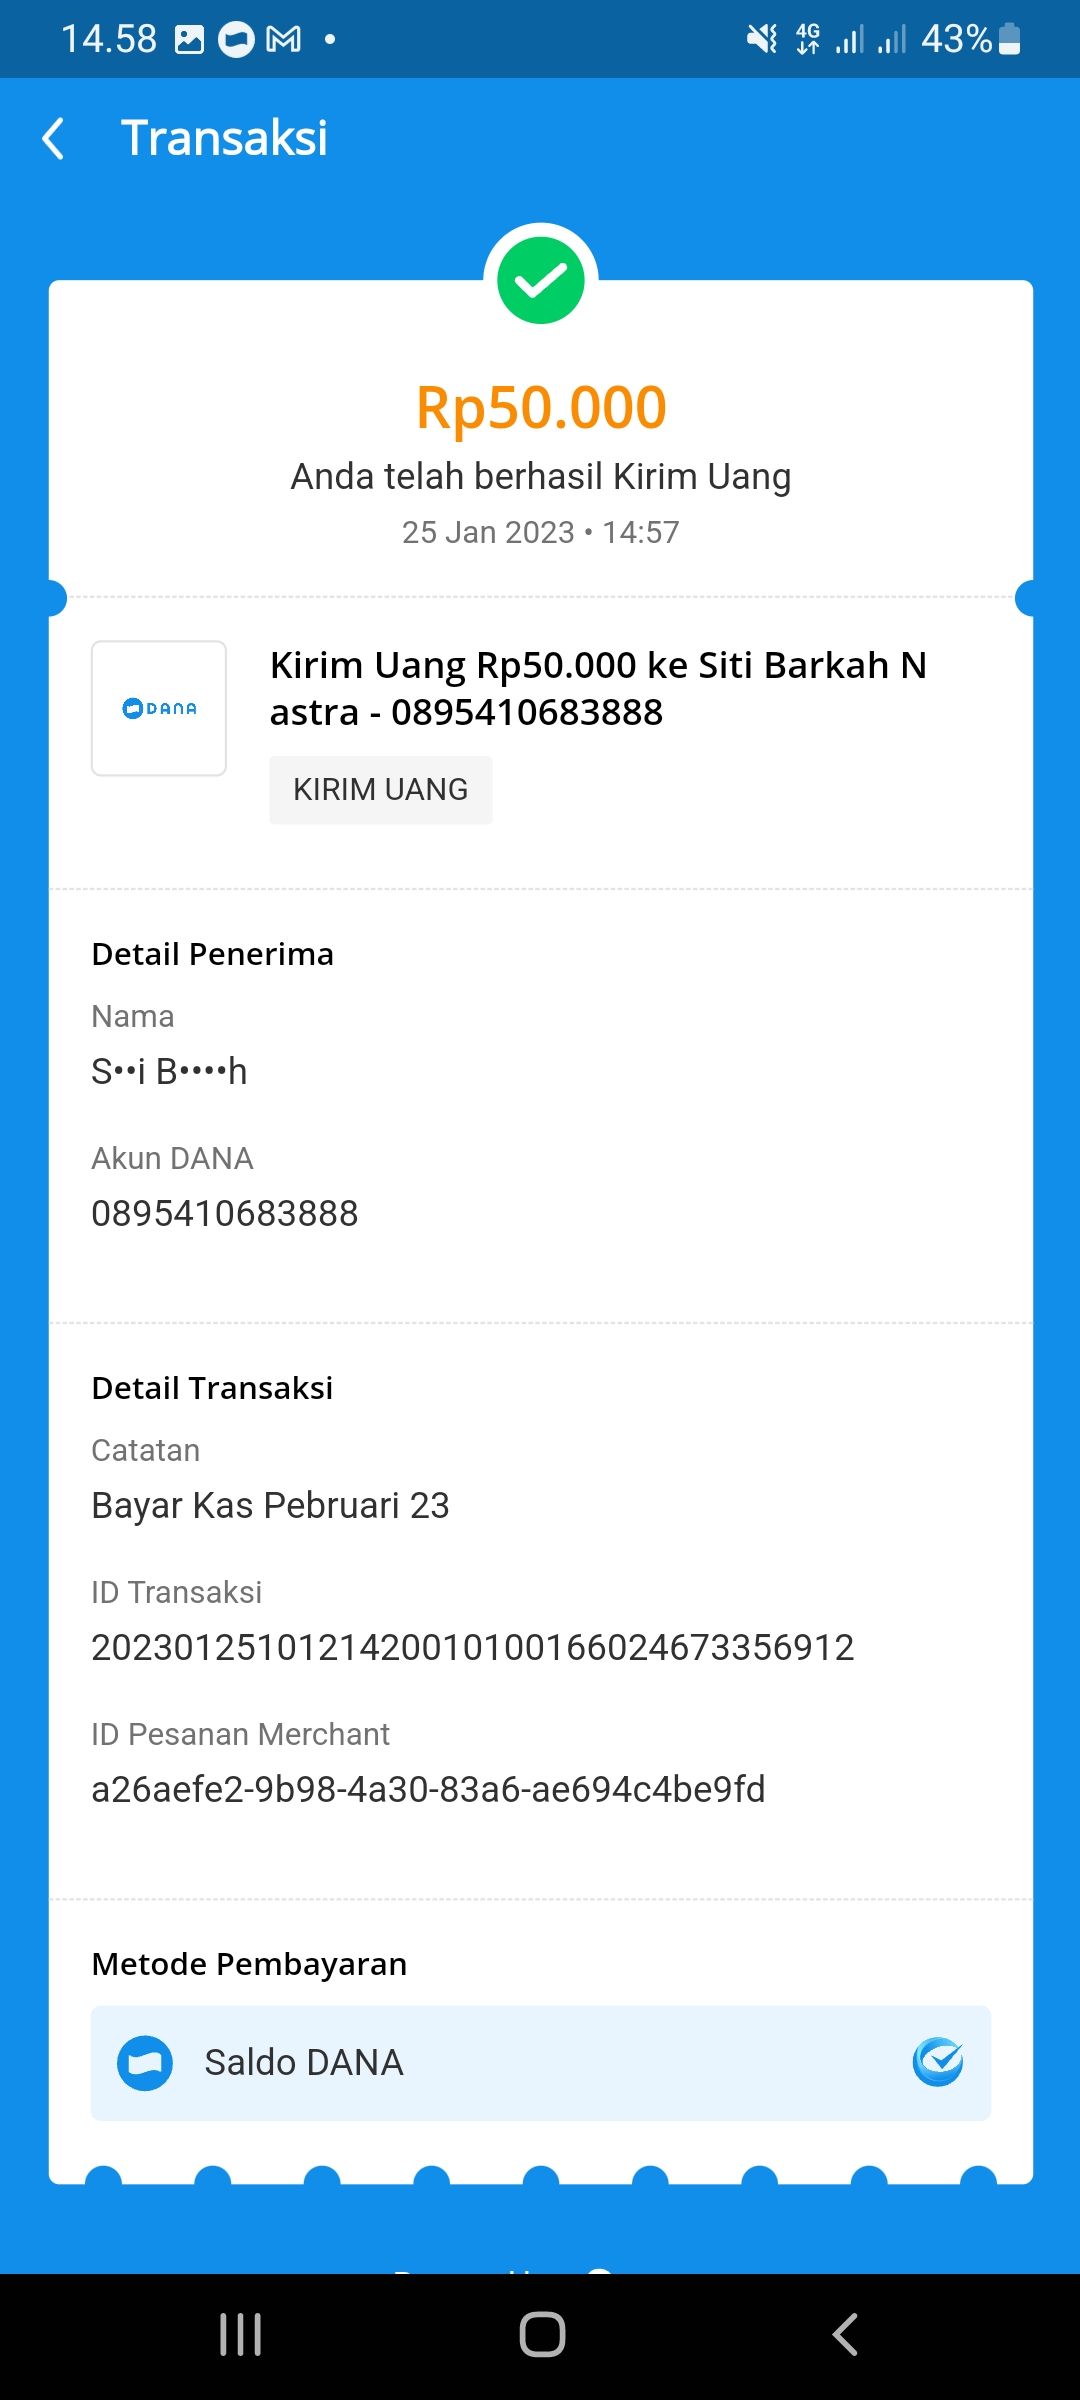 14.58
4G
43%
Transaksi
Rp50.000
Anda telah berhasil Kirim Uang
25 Jan 2023 • 14:57
DANA
Kirim Uang Rp50.000 ke Siti Barkah N
astra - 0895410683888
KIRIM UANG
Detail Penerima
Nama
S••i B••••h
Akun DANA
0895410683888
Detail Transaksi
Catatan
Bayar Kas Pebruari 23
ID Transaksi
2023012510121420010100166024673356912
ID Pesanan Merchant
a26aefe2-9b98-4a30-83a6-ae694c4be9fd
Metode Pembayaran
Saldo DANA